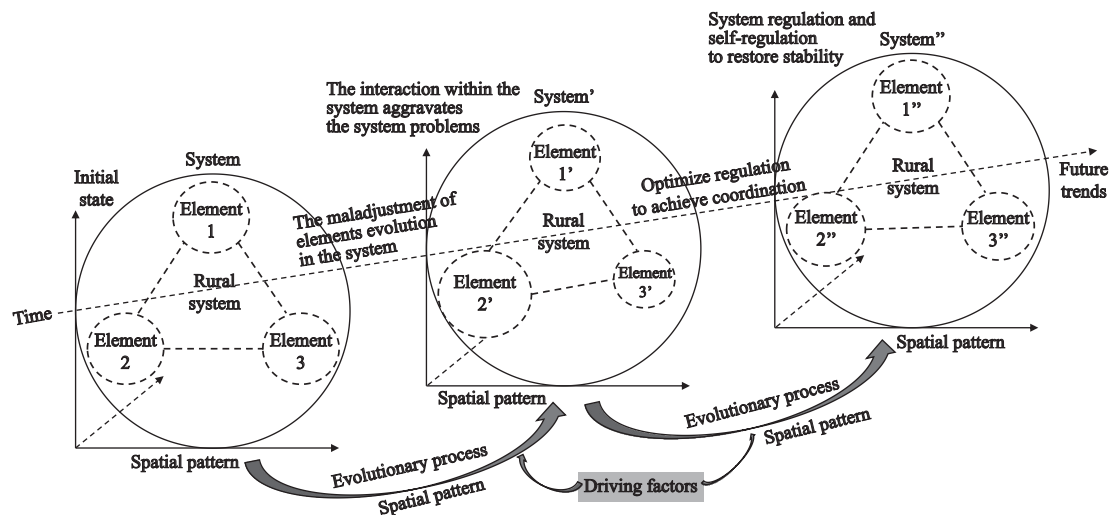 System regulation and
self-regulation
to restore stability
System”
Element
1”
Rural
system
Element
2”
Element
3”
Future
trends
Spatial pattern
The interaction within the
system aggravates
the system problems
System’
Element
1’
Rural
system
Element
2’
Element
3’
Optimize regulation
to achieve coordination
Spatial pattern
Initial
state
System
Element
1
Rural
system
Element
2
Element
3
The maladjustment of
elements evolution
in the system
Time
Spatial pattern
Evolutionary process
Spatial pattern
Evolutionary process
Spatial pattern
Driving factors